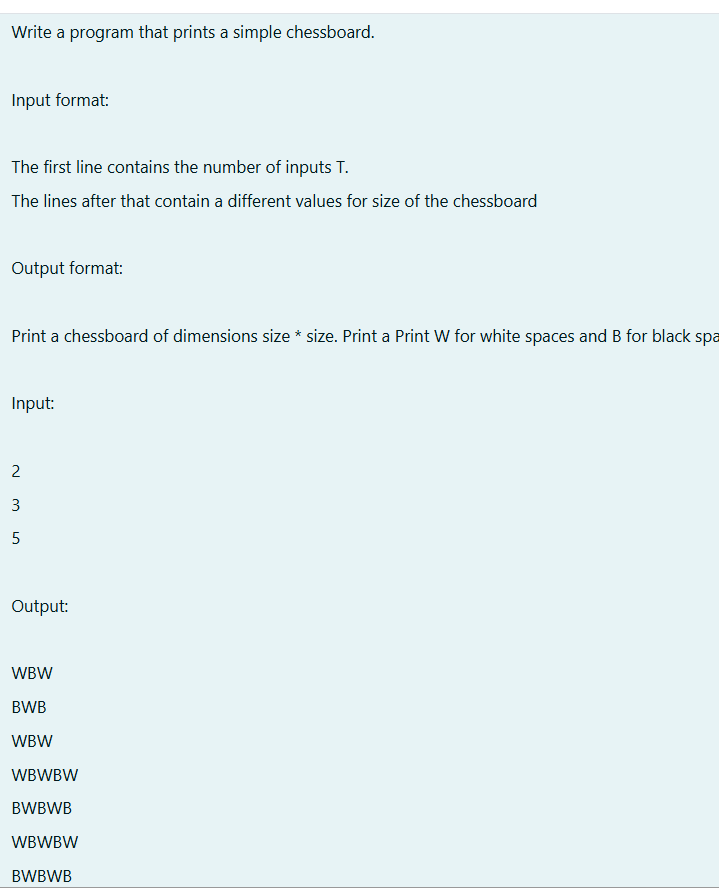 Write a program that prints a simple chessboard.
Input format:
The first line contains the number of inputs T.
The lines after that contain a different values for size of the chessboard
Output format:
Print a chessboard of dimensions size * size. Print a Print W for white spaces and B for black spa
Input:
2
3
5
Output:
WBW
BWB
WBW
WBWBW
BWBWB
WBWBW
BWBWB